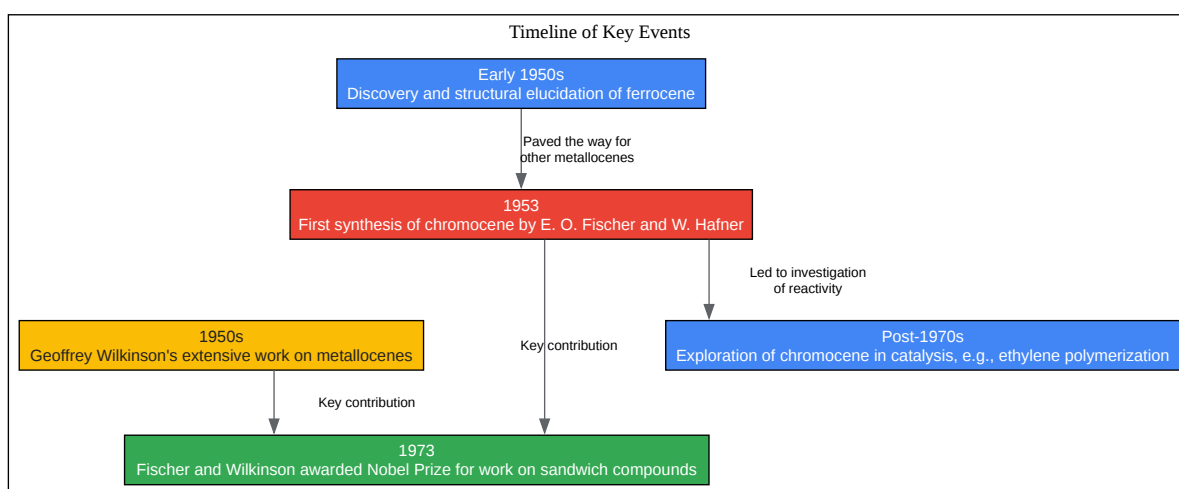 Timeline of Key Events
Early 1950s
Discovery and structural elucidation of ferrocene
Paved the way for
other metallocenes
1953
First synthesis of chromocene by E. O. Fischer and W. Hafner
Led to investigation
of reactivity
1950s
Geoffrey Wilkinson's extensive work on metallocenes
Key contribution
Post-1970s
Exploration of chromocene in catalysis, e.g., ethylene polymerization
Key contribution
1973
Fischer and Wilkinson awarded Nobel Prize for work on sandwich compounds